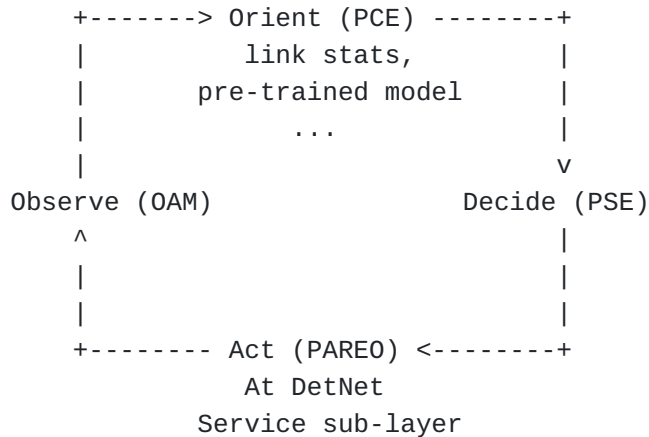 +-------> Orient (PCE) --------+
|          link stats,         |
|       pre-trained model      |
|             ...              |
|                              v
Observe (OAM)                Decide (PSE)
^                              |
|                              |
|                              |
+-------- Act (PAREO) <--------+
At DetNet
Service sub-layer